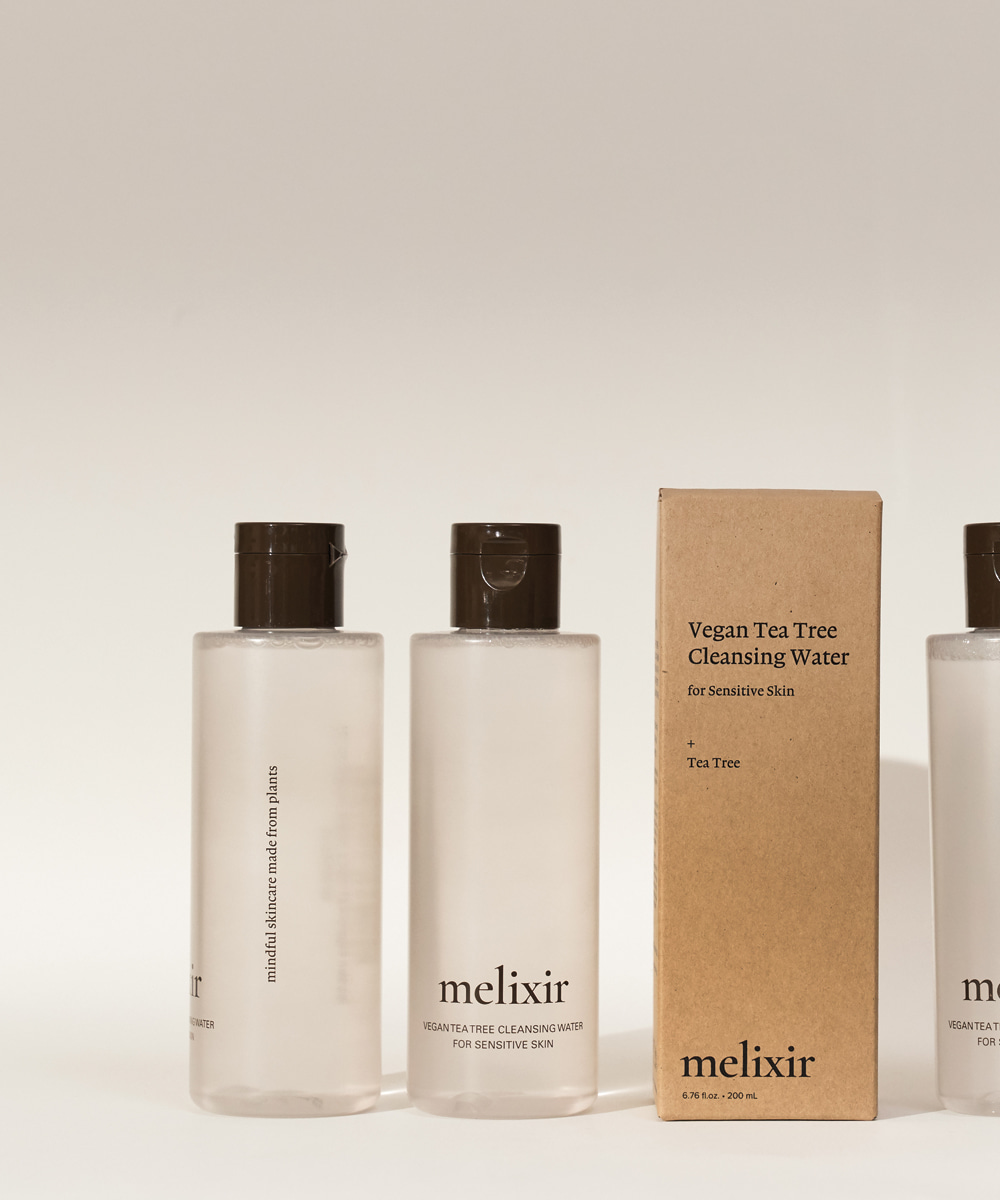 mindful skincare made from plants
melixir
VEGAN TEA TREE CLEANSING WATER
FOR SENSITIVE SKIN
Vegan Tea Tree
Cleansing Water
for Sensitive Skin
+
Tea Tree
melixir
6.76 fl.oz. • 200 mL